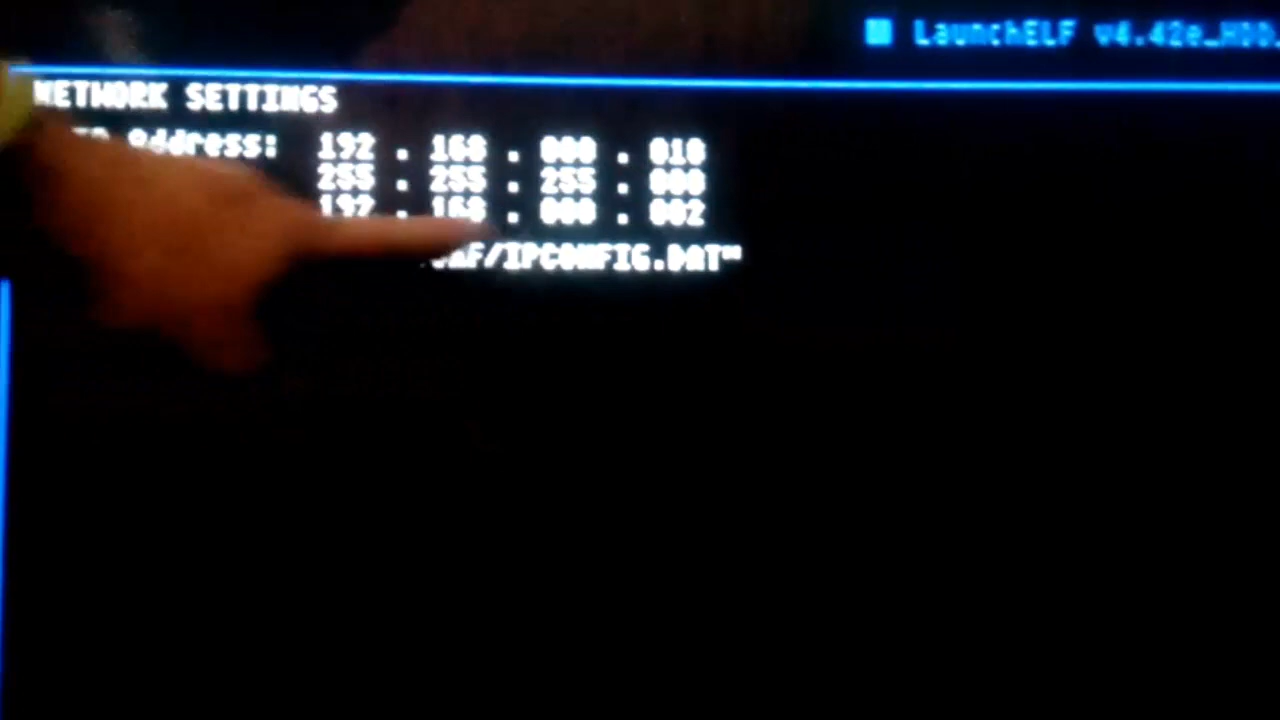 LaunchELF v4.42e_HDD
NETWORK SETTINGS
Address: 192 . 168 . 000 . 010
255 . 255 . 255 . 000
192 . 168 . 000 . 002
/IPCONFIG.DAT"